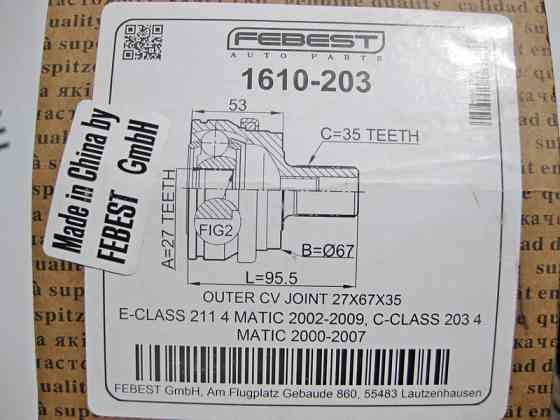 FEBEST
AUTO PARTS
1610-203
53
C=35 TEETH
A=27 TEETH
FIG2
B=Ø67
L=95.5
OUTER CV JOINT 27X67X35
E-CLASS 211 4 MATIC 2002-2009, C-CLASS 203 4
MATIC 2000-2007
FEBEST GmbH, Am Flugplatz Gebaude 860, 55483 Lautzenhausen
Made in China by
FEBEST GmbH